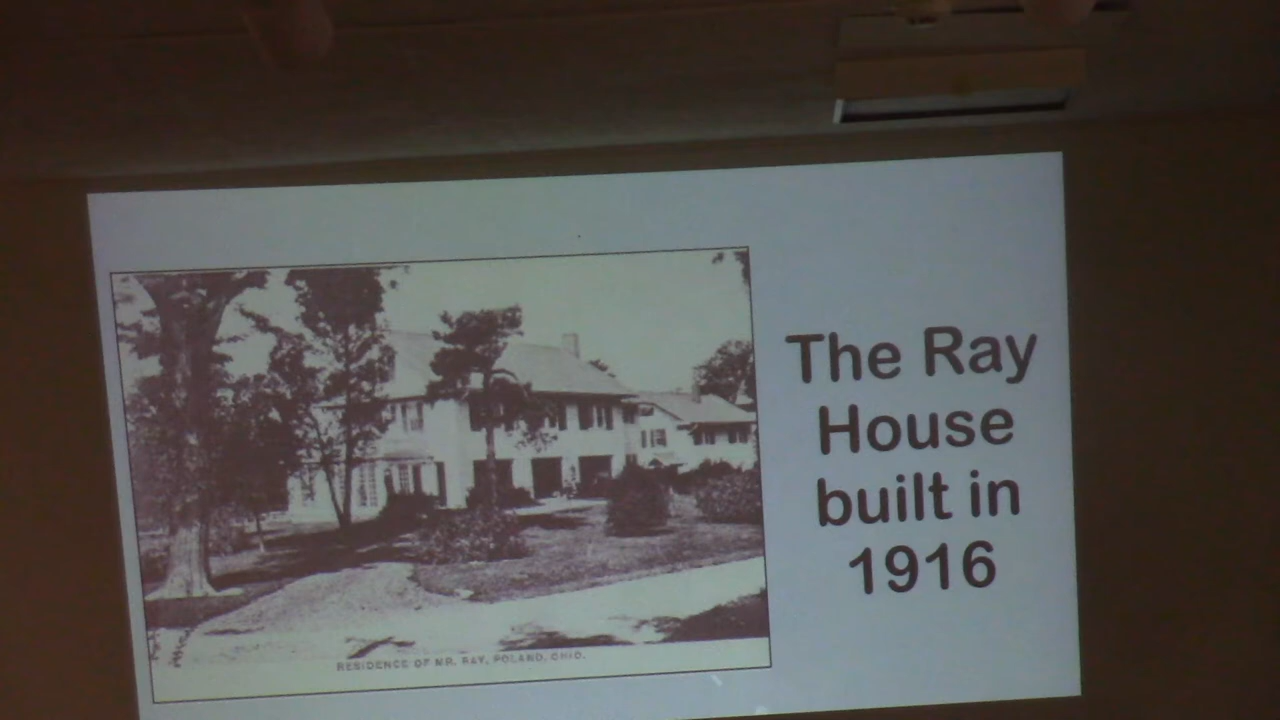 The Ray
House
built in
1916
RESIDENCE OF MR. RAY, POLAND, OHIO.